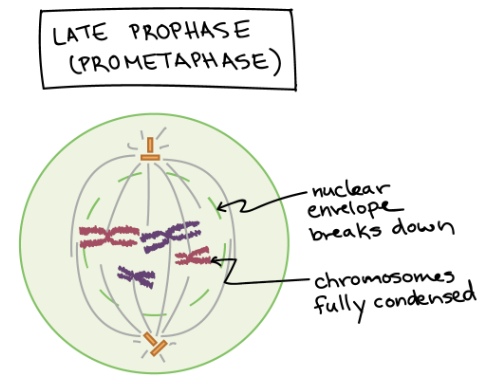 LATE PROPHASE
(PROMETAPHASE)
nuclear
envelope
breaks down
chromosomes
fully condensed